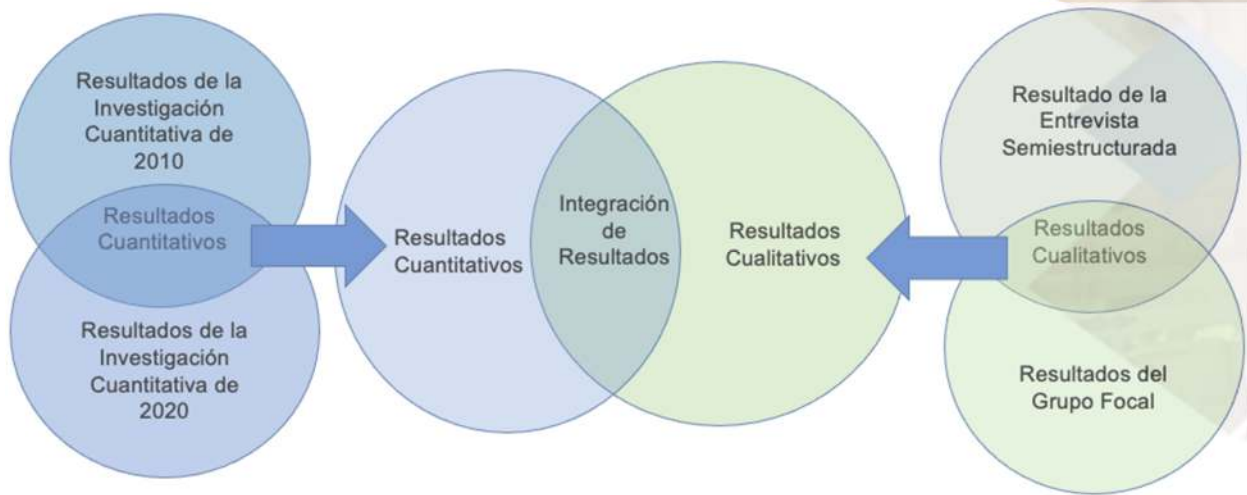 Resultados de la
Investigación
Cuantitativa de
2010
Resultados
Cuantitativos
Resultados de la
Investigación
Cuantitativa de
2020
Resultados
Cuantitativos
Integración
de
Resultados
Resultados
Cualitativos
Resultado de la
Entrevista
Semiestructurada
Resultados
Cualitativos
Resultados del
Grupo Focal